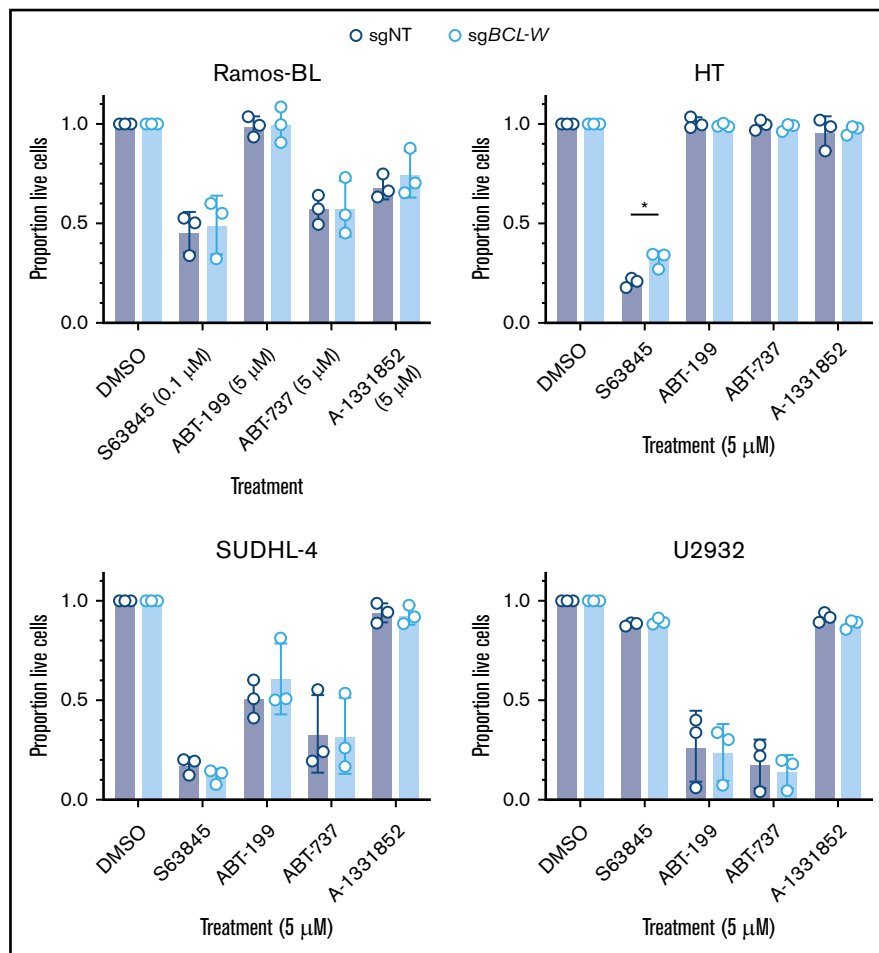 sgNT sgBCL-W
Ramos-BL
Proportion live cells
1.0
0.5
0.0
DMSO
S63845 (0.1 μM)
ABT-199 (5 μM)
ABT-737 (5 μM)
A-1331852
(5 μM)
Treatment
HT
Proportion live cells
1.0
0.5
0.0
*
DMSO
S63845
ABT-199
ABT-737
A-1331852
Treatment (5 μM)
SUDHL-4
Proportion live cells
1.0
0.5
0.0
DMSO
S63845
ABT-199
ABT-737
A-1331852
Treatment (5 μM)
U2932
Proportion live cells
1.0
0.5
0.0
DMSO
S63845
ABT-199
ABT-737
A-1331852
Treatment (5 μM)